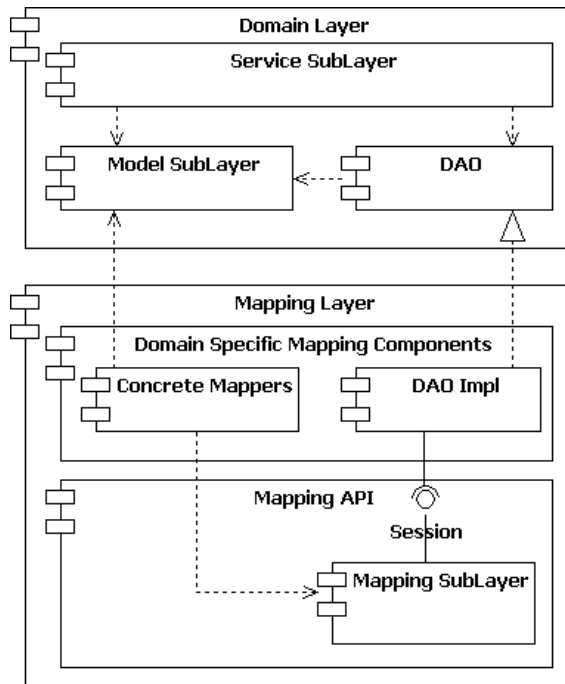 Domain Layer
Service SubLayer
Model SubLayer
DAO
Mapping Layer
Domain Specific Mapping Components
Concrete Mappers
DAO Impl
Mapping API
Session
Mapping SubLayer